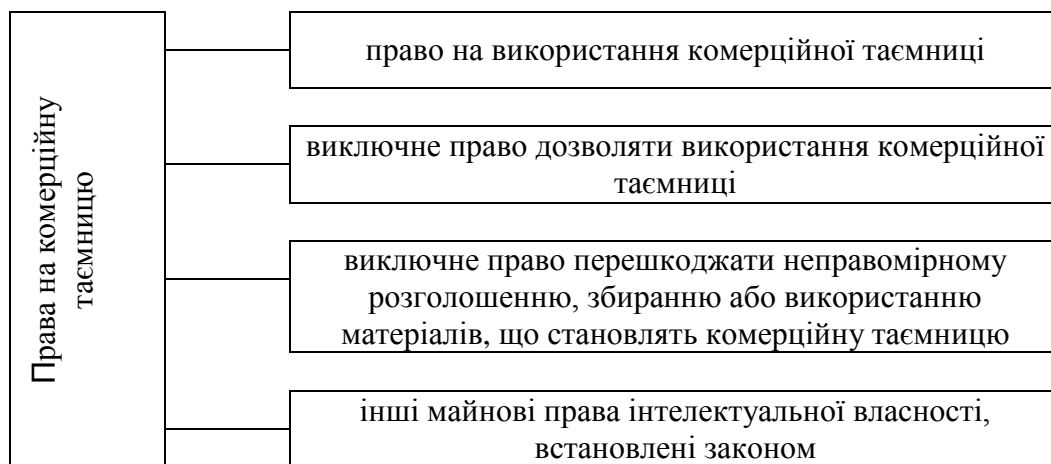 Права на комерційну
таємницю
право на використання комерційної таємниці
виключне право дозволяти використання комерційної
таємниці
виключне право перешкоджати неправомірному
розголошенню, збиранню або використанню
матеріалів, що становлять комерційну таємницю
інші майнові права інтелектуальної власності,
встановлені законом